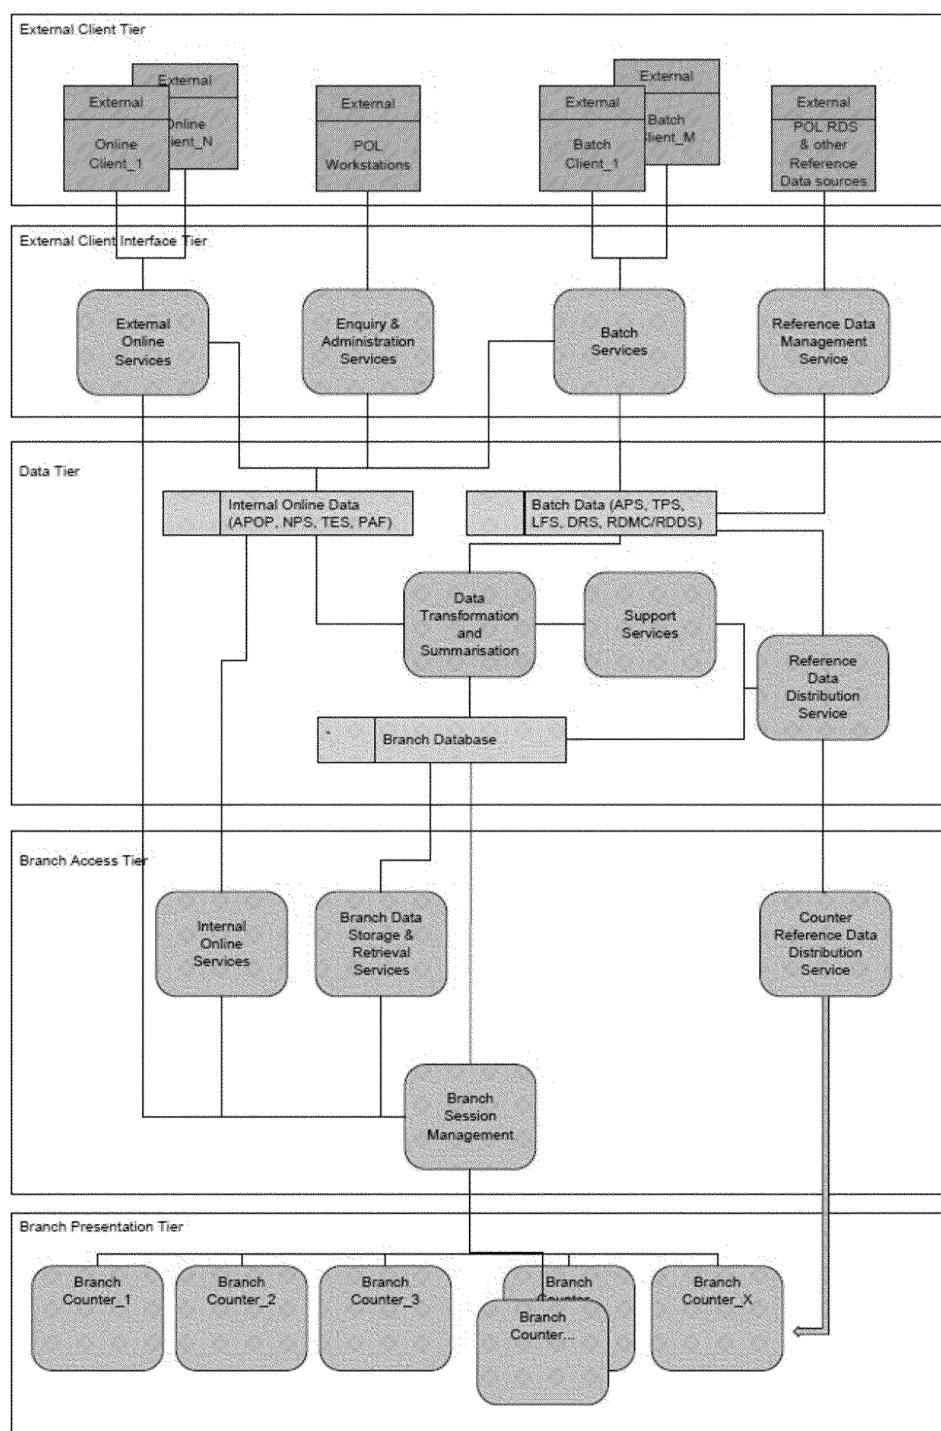 External Client Tier
External
Online
Client_N
External
Online
Client_1
External
POL
Workstations
External
Batch
Client_M
External
Batch
Client_1
External
POL RDS
& other
Reference
Data sources
External Client Interface Tier
External
Online
Services
Enquiry &
Administration
Services
Batch
Services
Reference Data
Management
Service
Data Tier
Internal Online Data
(APOP, NPS, TES, PAF)
Batch Data (APS, TPS,
LFS, DRS, RDMC/RDDS)
Data
Transformation
and
Summarisation
Support
Services
Reference
Data
Distribution
Service
Branch Database
Branch Access Tier
Internal
Online
Services
Branch Data
Storage &
Retrieval
Services
Counter
Reference Data
Distribution
Service
Branch
Session
Management
Branch Presentation Tier
Branch
Counter_1
Branch
Counter_2
Branch
Counter_3
Branch
Counter
Branch
Counter...
Branch
Counter_X